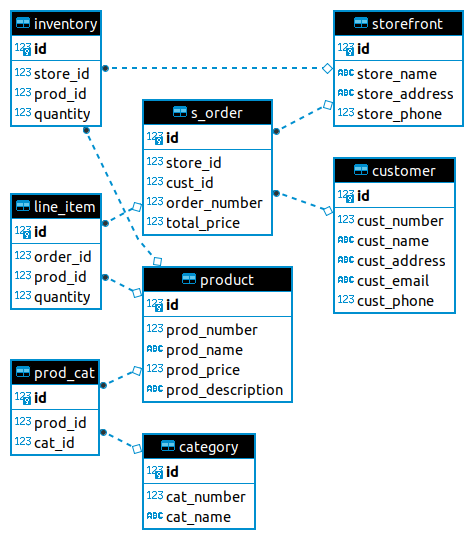 inventory
123 id
123 store_id
123 prod_id
123 quantity
storefront
123 id
ABC store_name
ABC store_address
123 store_phone
s_order
123 id
123 store_id
123 cust_id
123 order_number
123 total_price
customer
123 id
123 cust_number
ABC cust_name
ABC cust_address
ABC cust_email
123 cust_phone
line_item
123 id
123 order_id
123 prod_id
123 quantity
product
123 id
123 prod_number
ABC prod_name
123 prod_price
ABC prod_description
prod_cat
123 id
123 prod_id
123 cat_id
category
123 id
123 cat_number
ABC cat_name